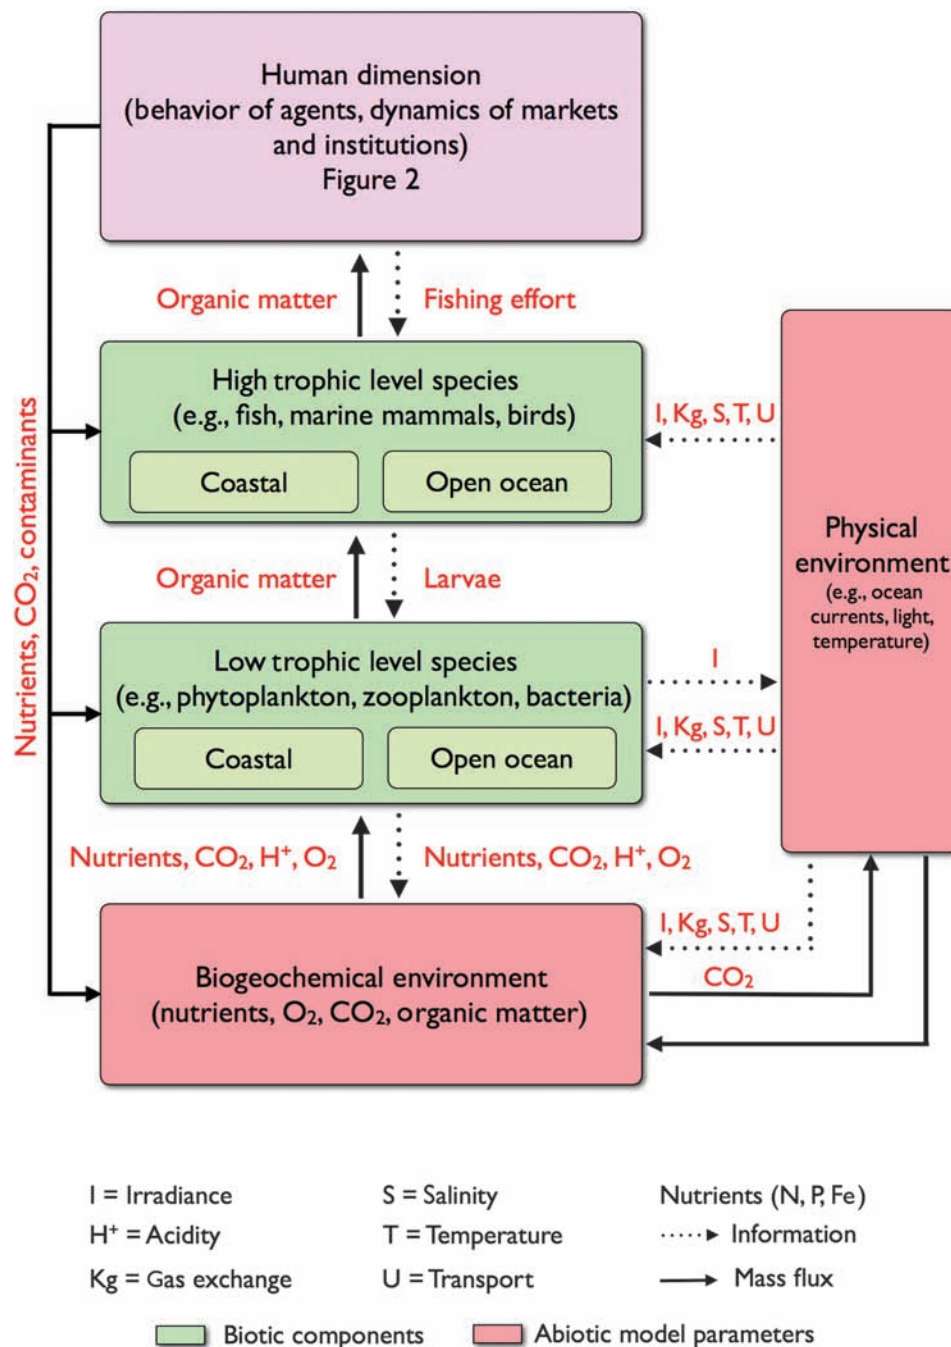 Human dimension
(behavior of agents, dynamics of markets
and institutions)
Figure 2
Organic matter
Fishing effort
High trophic level species
(e.g., fish, marine mammals, birds)
Coastal
Open ocean
I, Kg, S, T, U
Nutrients, CO₂, contaminants
Physical
environment
(e.g., ocean
currents, light,
temperature)
Organic matter
Larvae
Low trophic level species
(e.g., phytoplankton, zooplankton, bacteria)
Coastal
Open ocean
I
I, Kg, S, T, U
Nutrients, CO₂, H⁺, O₂
Nutrients, CO₂, H⁺, O₂
Biogeochemical environment
(nutrients, O₂, CO₂, organic matter)
I, Kg, S, T, U
CO₂
I = Irradiance
S = Salinity
Nutrients (N, P, Fe)
H⁺ = Acidity
T = Temperature
Information
Kg = Gas exchange
U = Transport
Mass flux
Biotic components
Abiotic model parameters